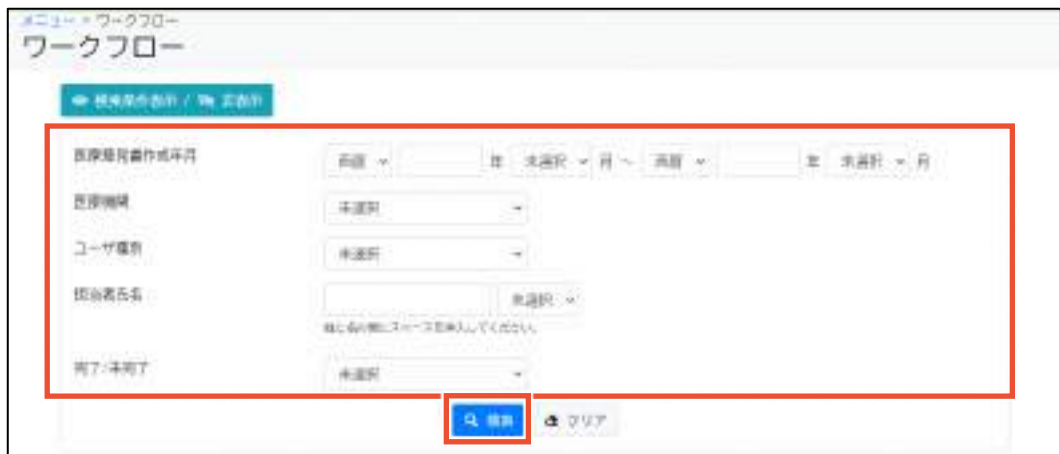 メニュー > ワークフロー
ワークフロー
検索条件表示 / 非表示
医療意見書作成年月 西暦 年 未選択 月 ~ 西暦 年 未選択 月
医療機関 未選択
ユーザ種別 未選択
担当者氏名 未選択
姓と名の間にスペースを挿入してください。
完了/未完了 未選択
検索 クリア